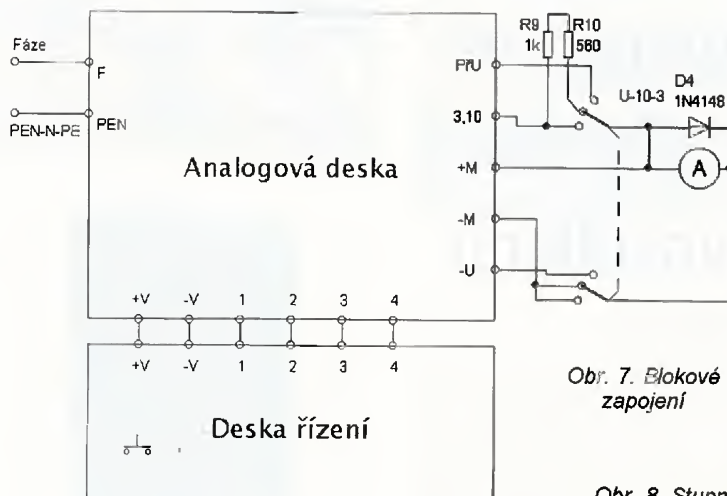 Fáze
F
PEN-N-PE
PEN
Analogová deska
+V -V 1 2 3 4
+V -V 1 2 3 4
Deska řízení
PřU
3,10
+M
-M
-U
R9 R10
1k 560
U-10-3
D4
1N4148
A
Obr. 7. Blokové
zapojení
Obr. 8. Stupn